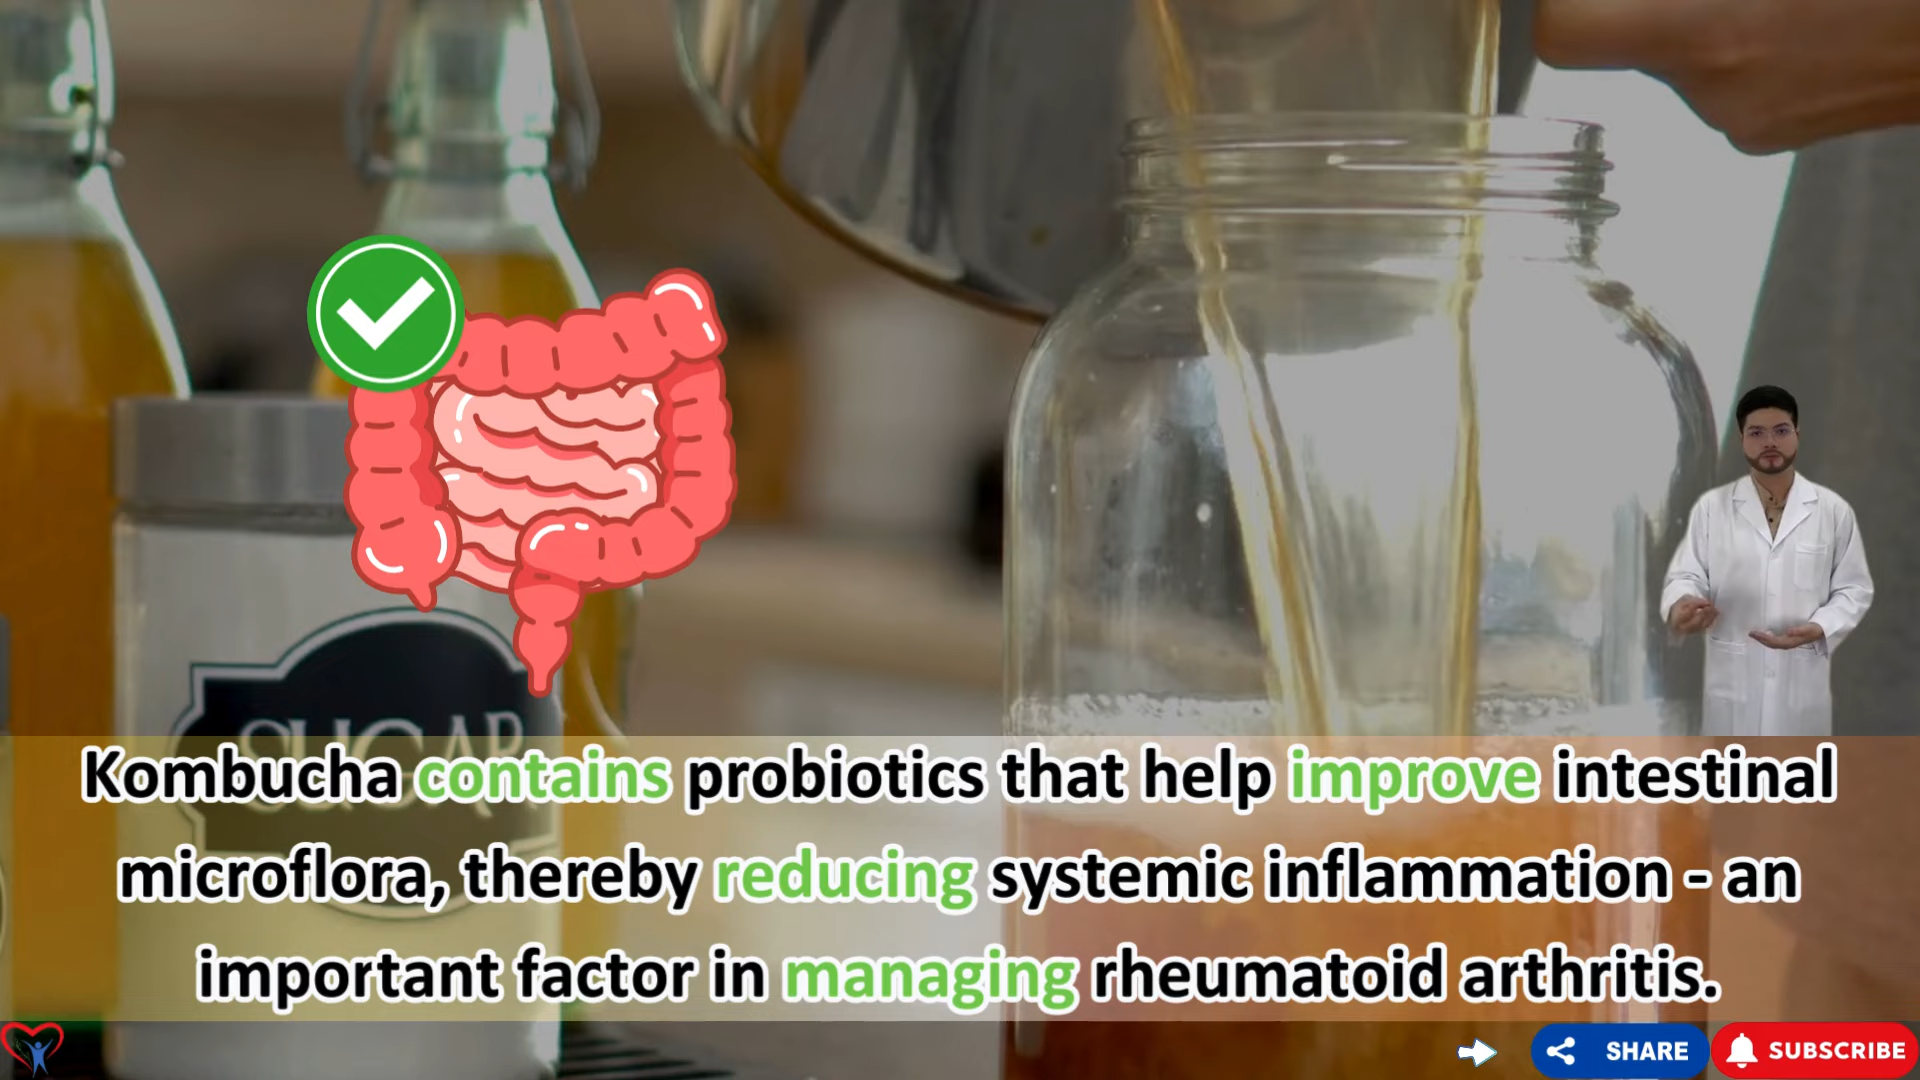 SUGAR
Kombucha contains probiotics that help improve intestinal
microflora, thereby reducing systemic inflammation - an
important factor in managing rheumatoid arthritis.
SHARE
SUBSCRIBE